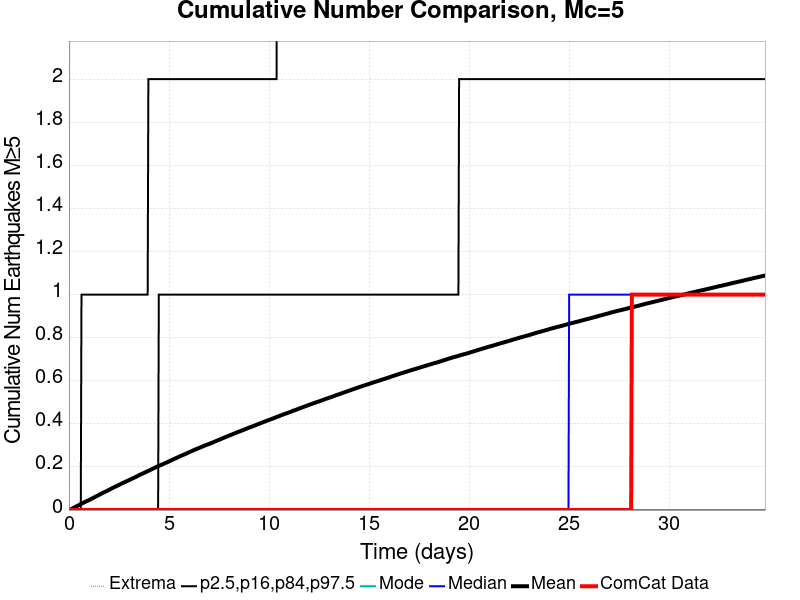 Cumulative Number Comparison, Mc=5
Cumulative Num Earthquakes M≥5
2
1.8
1.6
1.4
1.2
1
0.8
0.6
0.4
0.2
0
0 5 10 15 20 25 30
Time (days)
Extrema p2.5,p16,p84,p97.5 Mode Median Mean ComCat Data